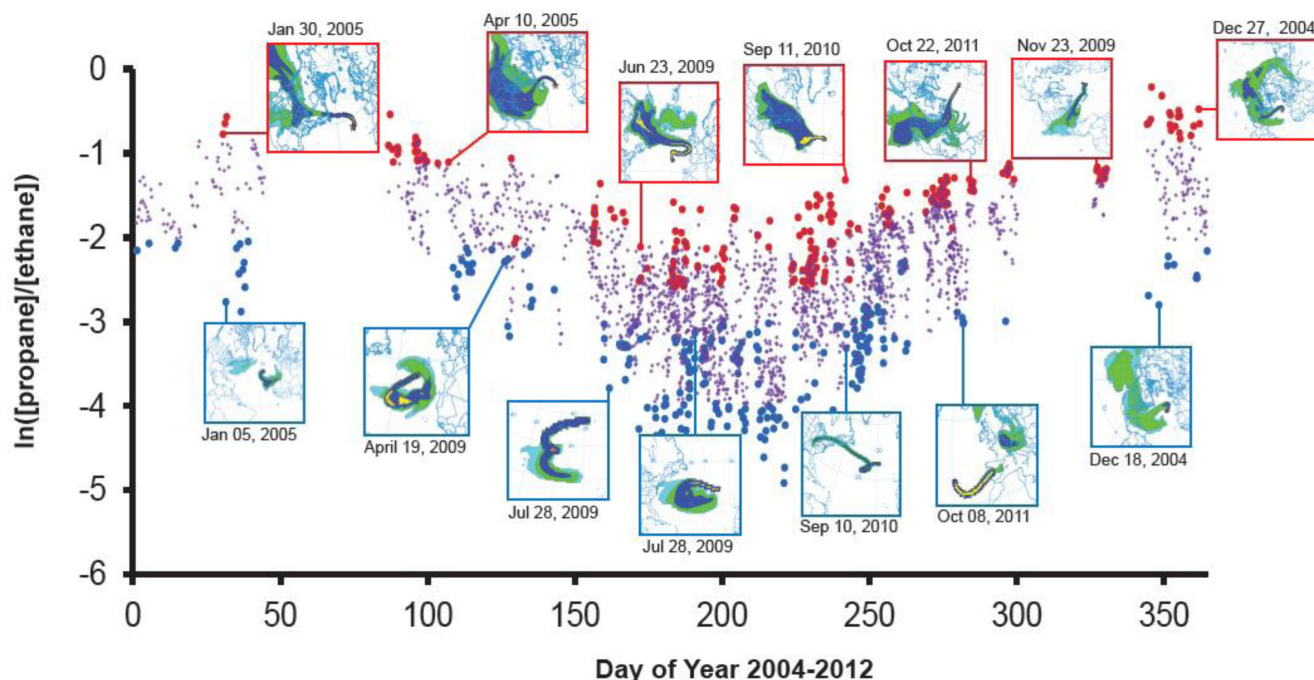 Jan 30, 2005
Apr 10, 2005
Jun 23, 2009
Sep 11, 2010
Oct 22, 2011
Nov 23, 2009
Dec 27, 2004
ln([propane]/[ethane])
0
-1
-2
-3
-4
-5
-6
Jan 05, 2005
April 19, 2009
Jul 28, 2009
Jul 28, 2009
Sep 10, 2010
Oct 08, 2011
Dec 18, 2004
0
50
100
150
200
250
300
350
Day of Year 2004-2012